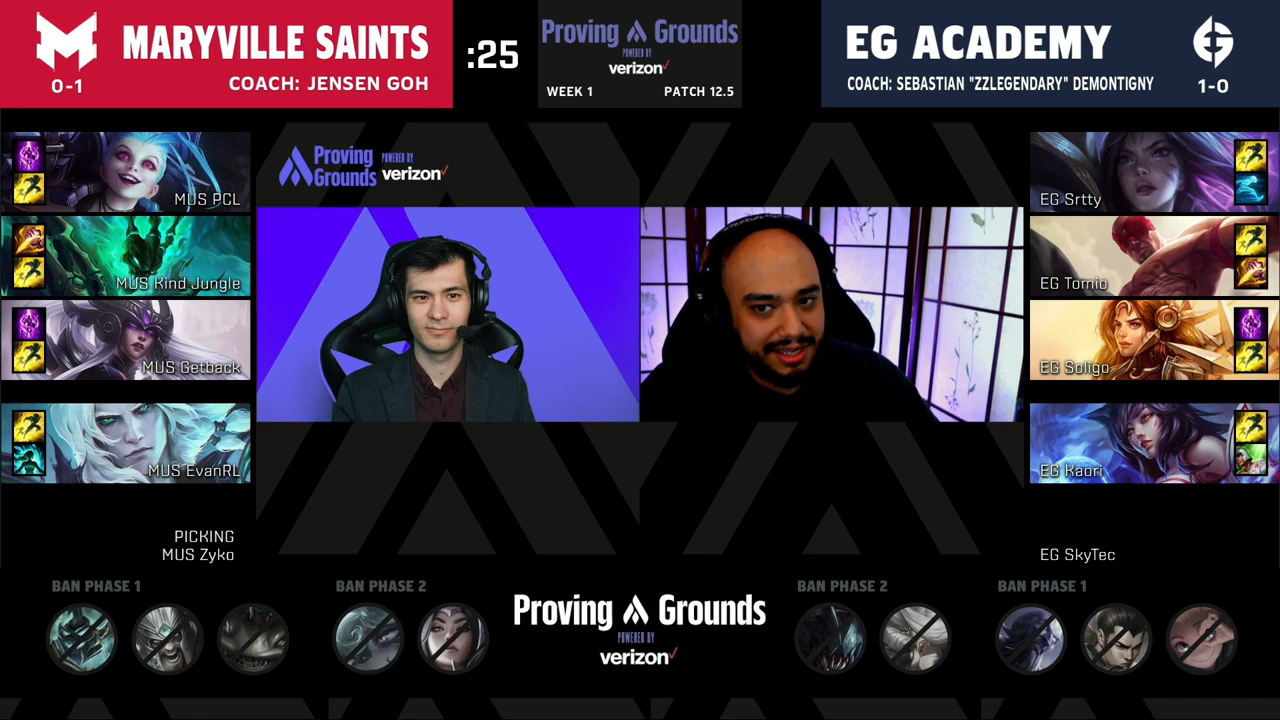 MARYVILLE SAINTS
0-1
COACH: JENSEN GOH
:25
Proving Grounds
POWERED BY
verizon
WEEK 1
PATCH 12.5
EG ACADEMY
COACH: SEBASTIAN "ZZLEGENDARY" DEMONTIGNY
1-0
Proving
Grounds
POWERED BY
verizon
MUS PCL
MUS Kind Jungle
MUS Getback
MUS EvanRL
PICKING
MUS Zyko
EG Srtty
EG Tomio
EG Soligo
EG Kaori
EG SkyTec
BAN PHASE 1
BAN PHASE 2
Proving Grounds
POWERED BY
verizon
BAN PHASE 2
BAN PHASE 1